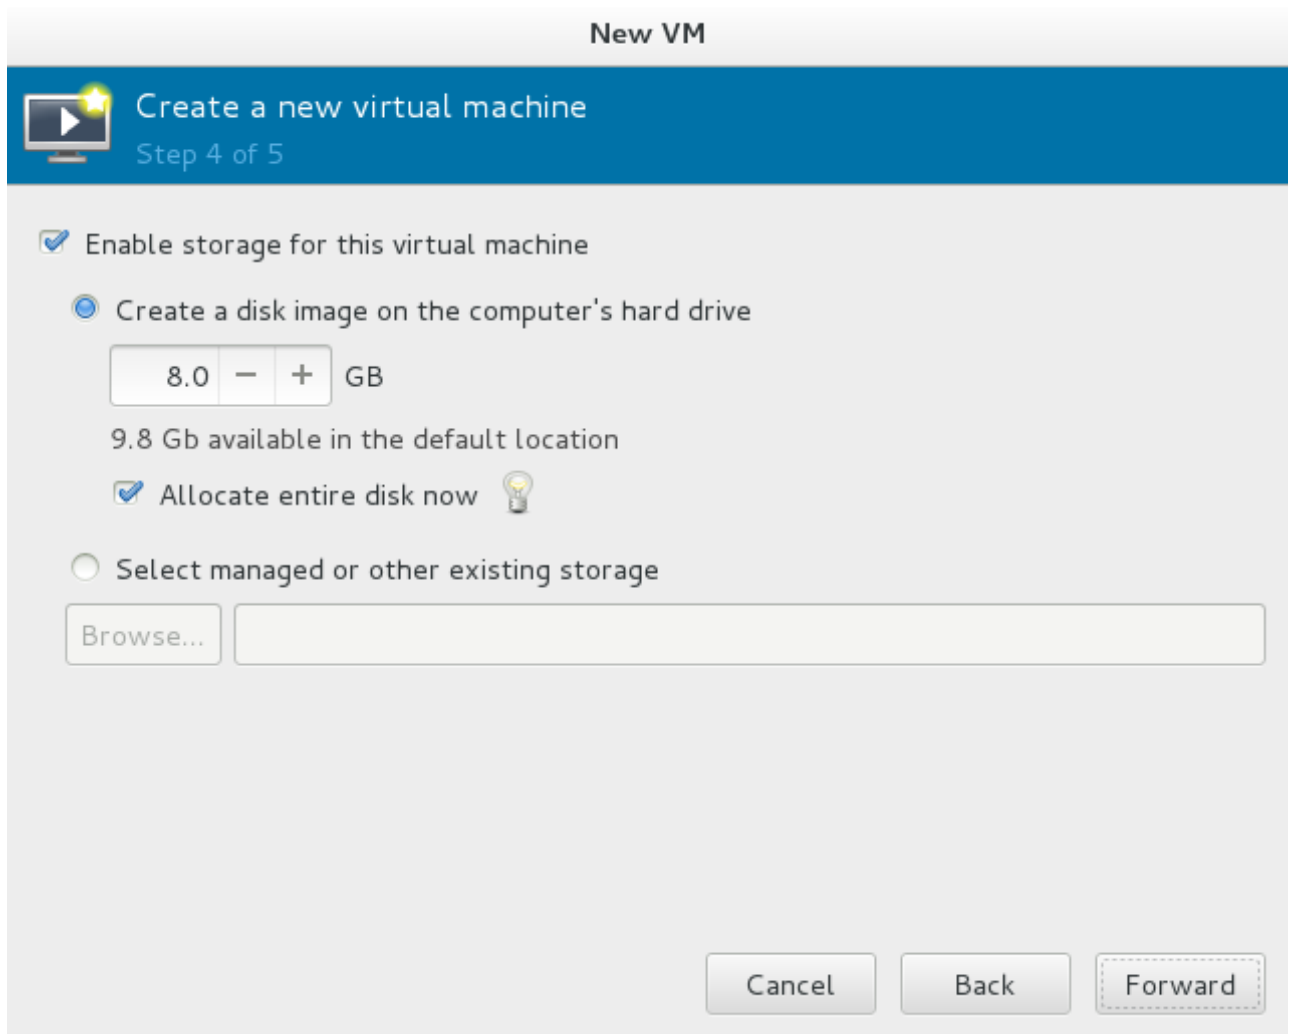 New VM
Create a new virtual machine
Step 4 of 5
Enable storage for this virtual machine
Create a disk image on the computer's hard drive
8.0 − + GB
9.8 Gb available in the default location
Allocate entire disk now
Select managed or other existing storage
Browse...
Cancel Back Forward